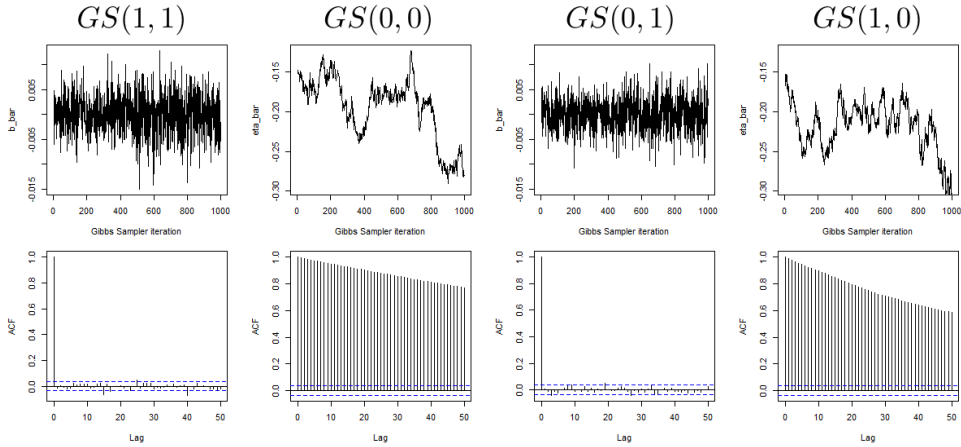 GS(1, 1)
GS(0, 0)
GS(0, 1)
GS(1, 0)
b_bar
0.005
-0.005
-0.015
0 200 400 600 800 1000
Gibbs Sampler iteration
eta_bar
-0.15
-0.20
-0.25
-0.30
0 200 400 600 800 1000
Gibbs Sampler iteration
b_bar
0.005
-0.005
-0.015
0 200 400 600 800 1000
Gibbs Sampler iteration
eta_bar
-0.15
-0.20
-0.25
-0.30
0 200 400 600 800 1000
Gibbs Sampler iteration
ACF
1.0
0.8
0.6
0.4
0.2
0.0
0 10 20 30 40 50
Lag
ACF
1.0
0.8
0.6
0.4
0.2
0.0
0 10 20 30 40 50
Lag
ACF
1.0
0.8
0.6
0.4
0.2
0.0
0 10 20 30 40 50
Lag
ACF
1.0
0.8
0.6
0.4
0.2
0.0
0 10 20 30 40 50
Lag